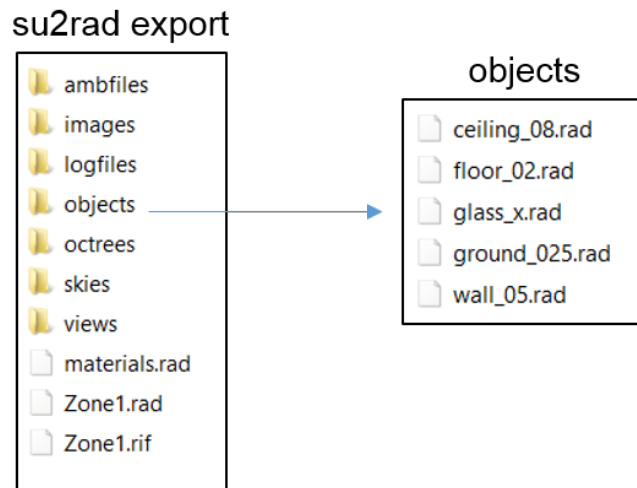 su2rad export
ambfiles
images
logfiles
objects
octrees
skies
views
materials.rad
Zone1.rad
Zone1.rif
objects
ceiling_08.rad
floor_02.rad
glass_x.rad
ground_025.rad
wall_05.rad